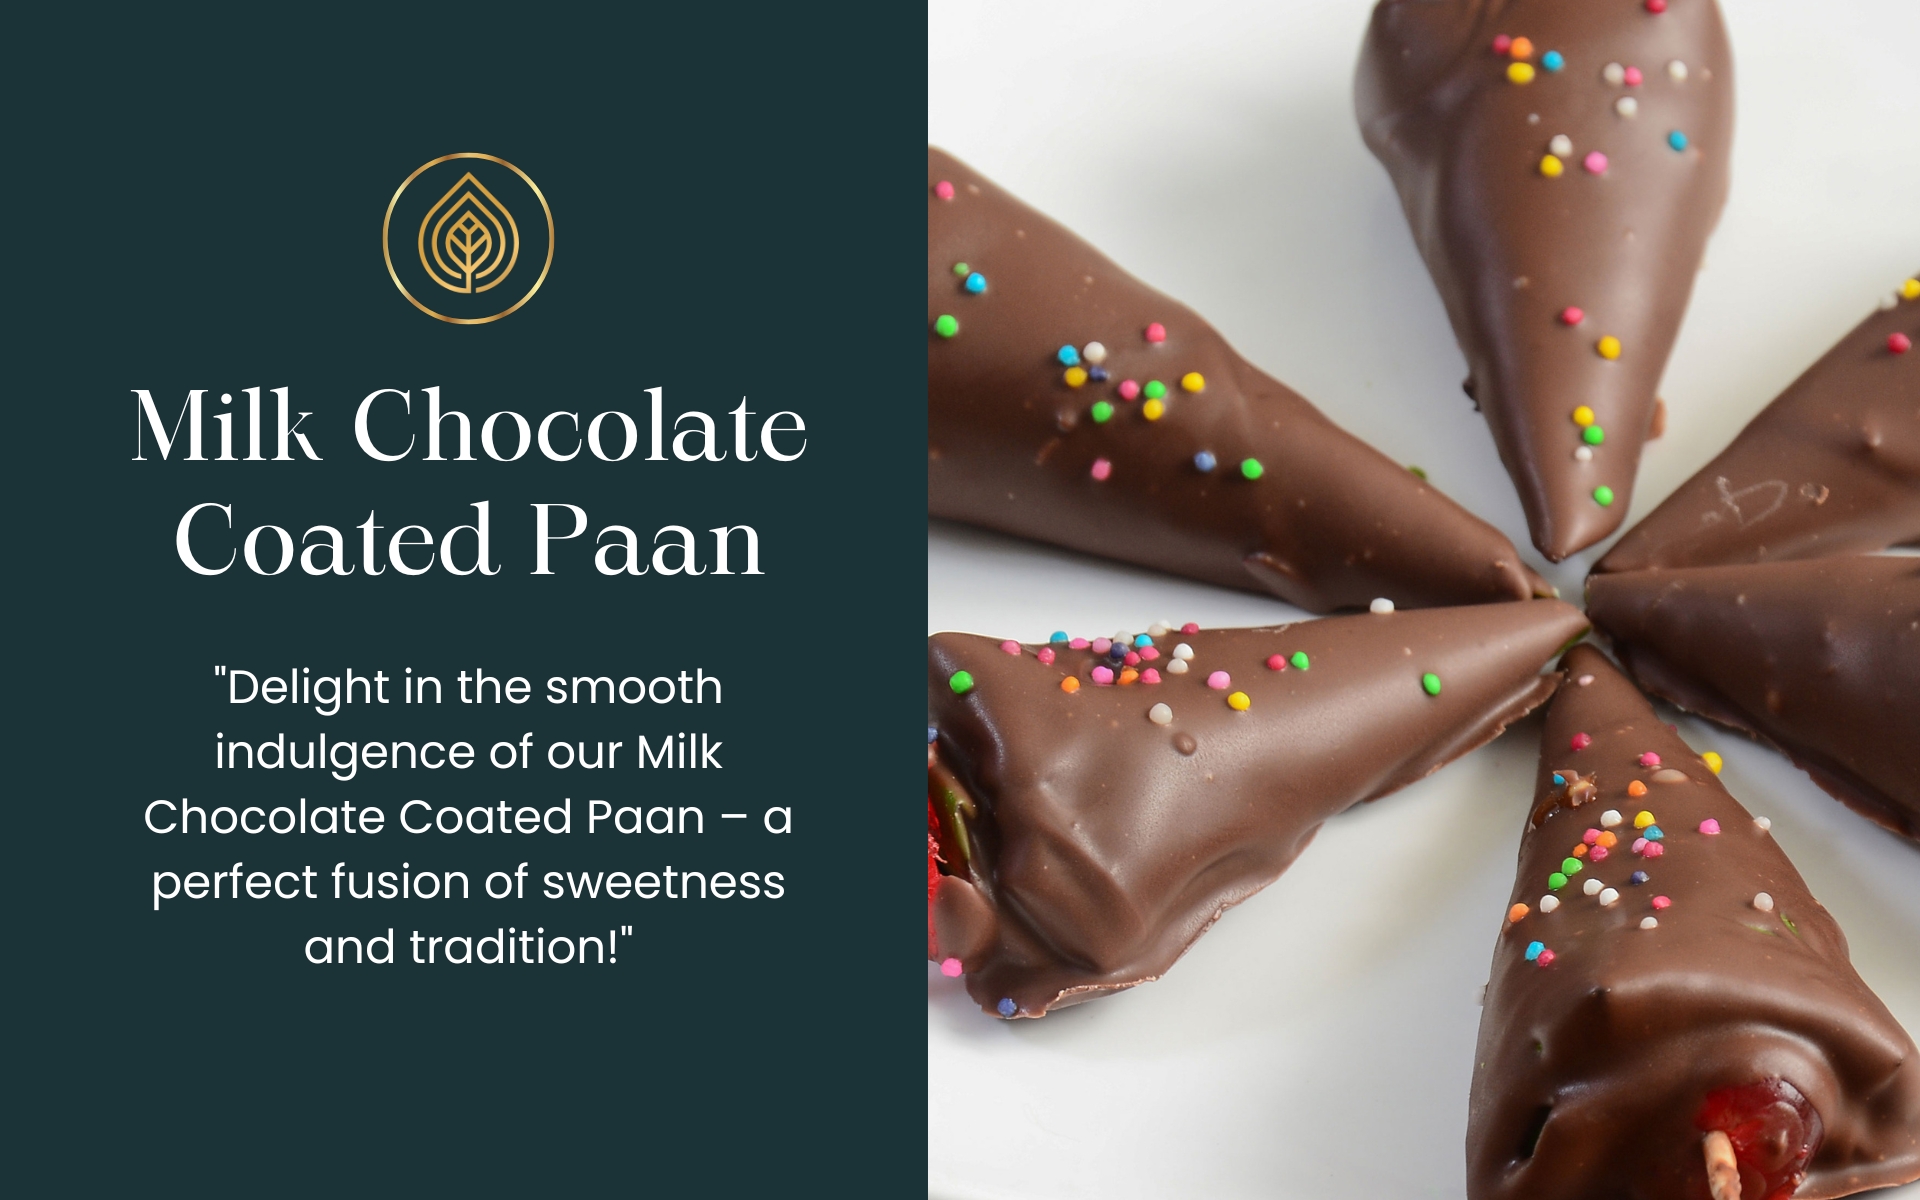 Milk Chocolate
Coated Paan
"Delight in the smooth
indulgence of our Milk
Chocolate Coated Paan – a
perfect fusion of sweetness
and tradition!"